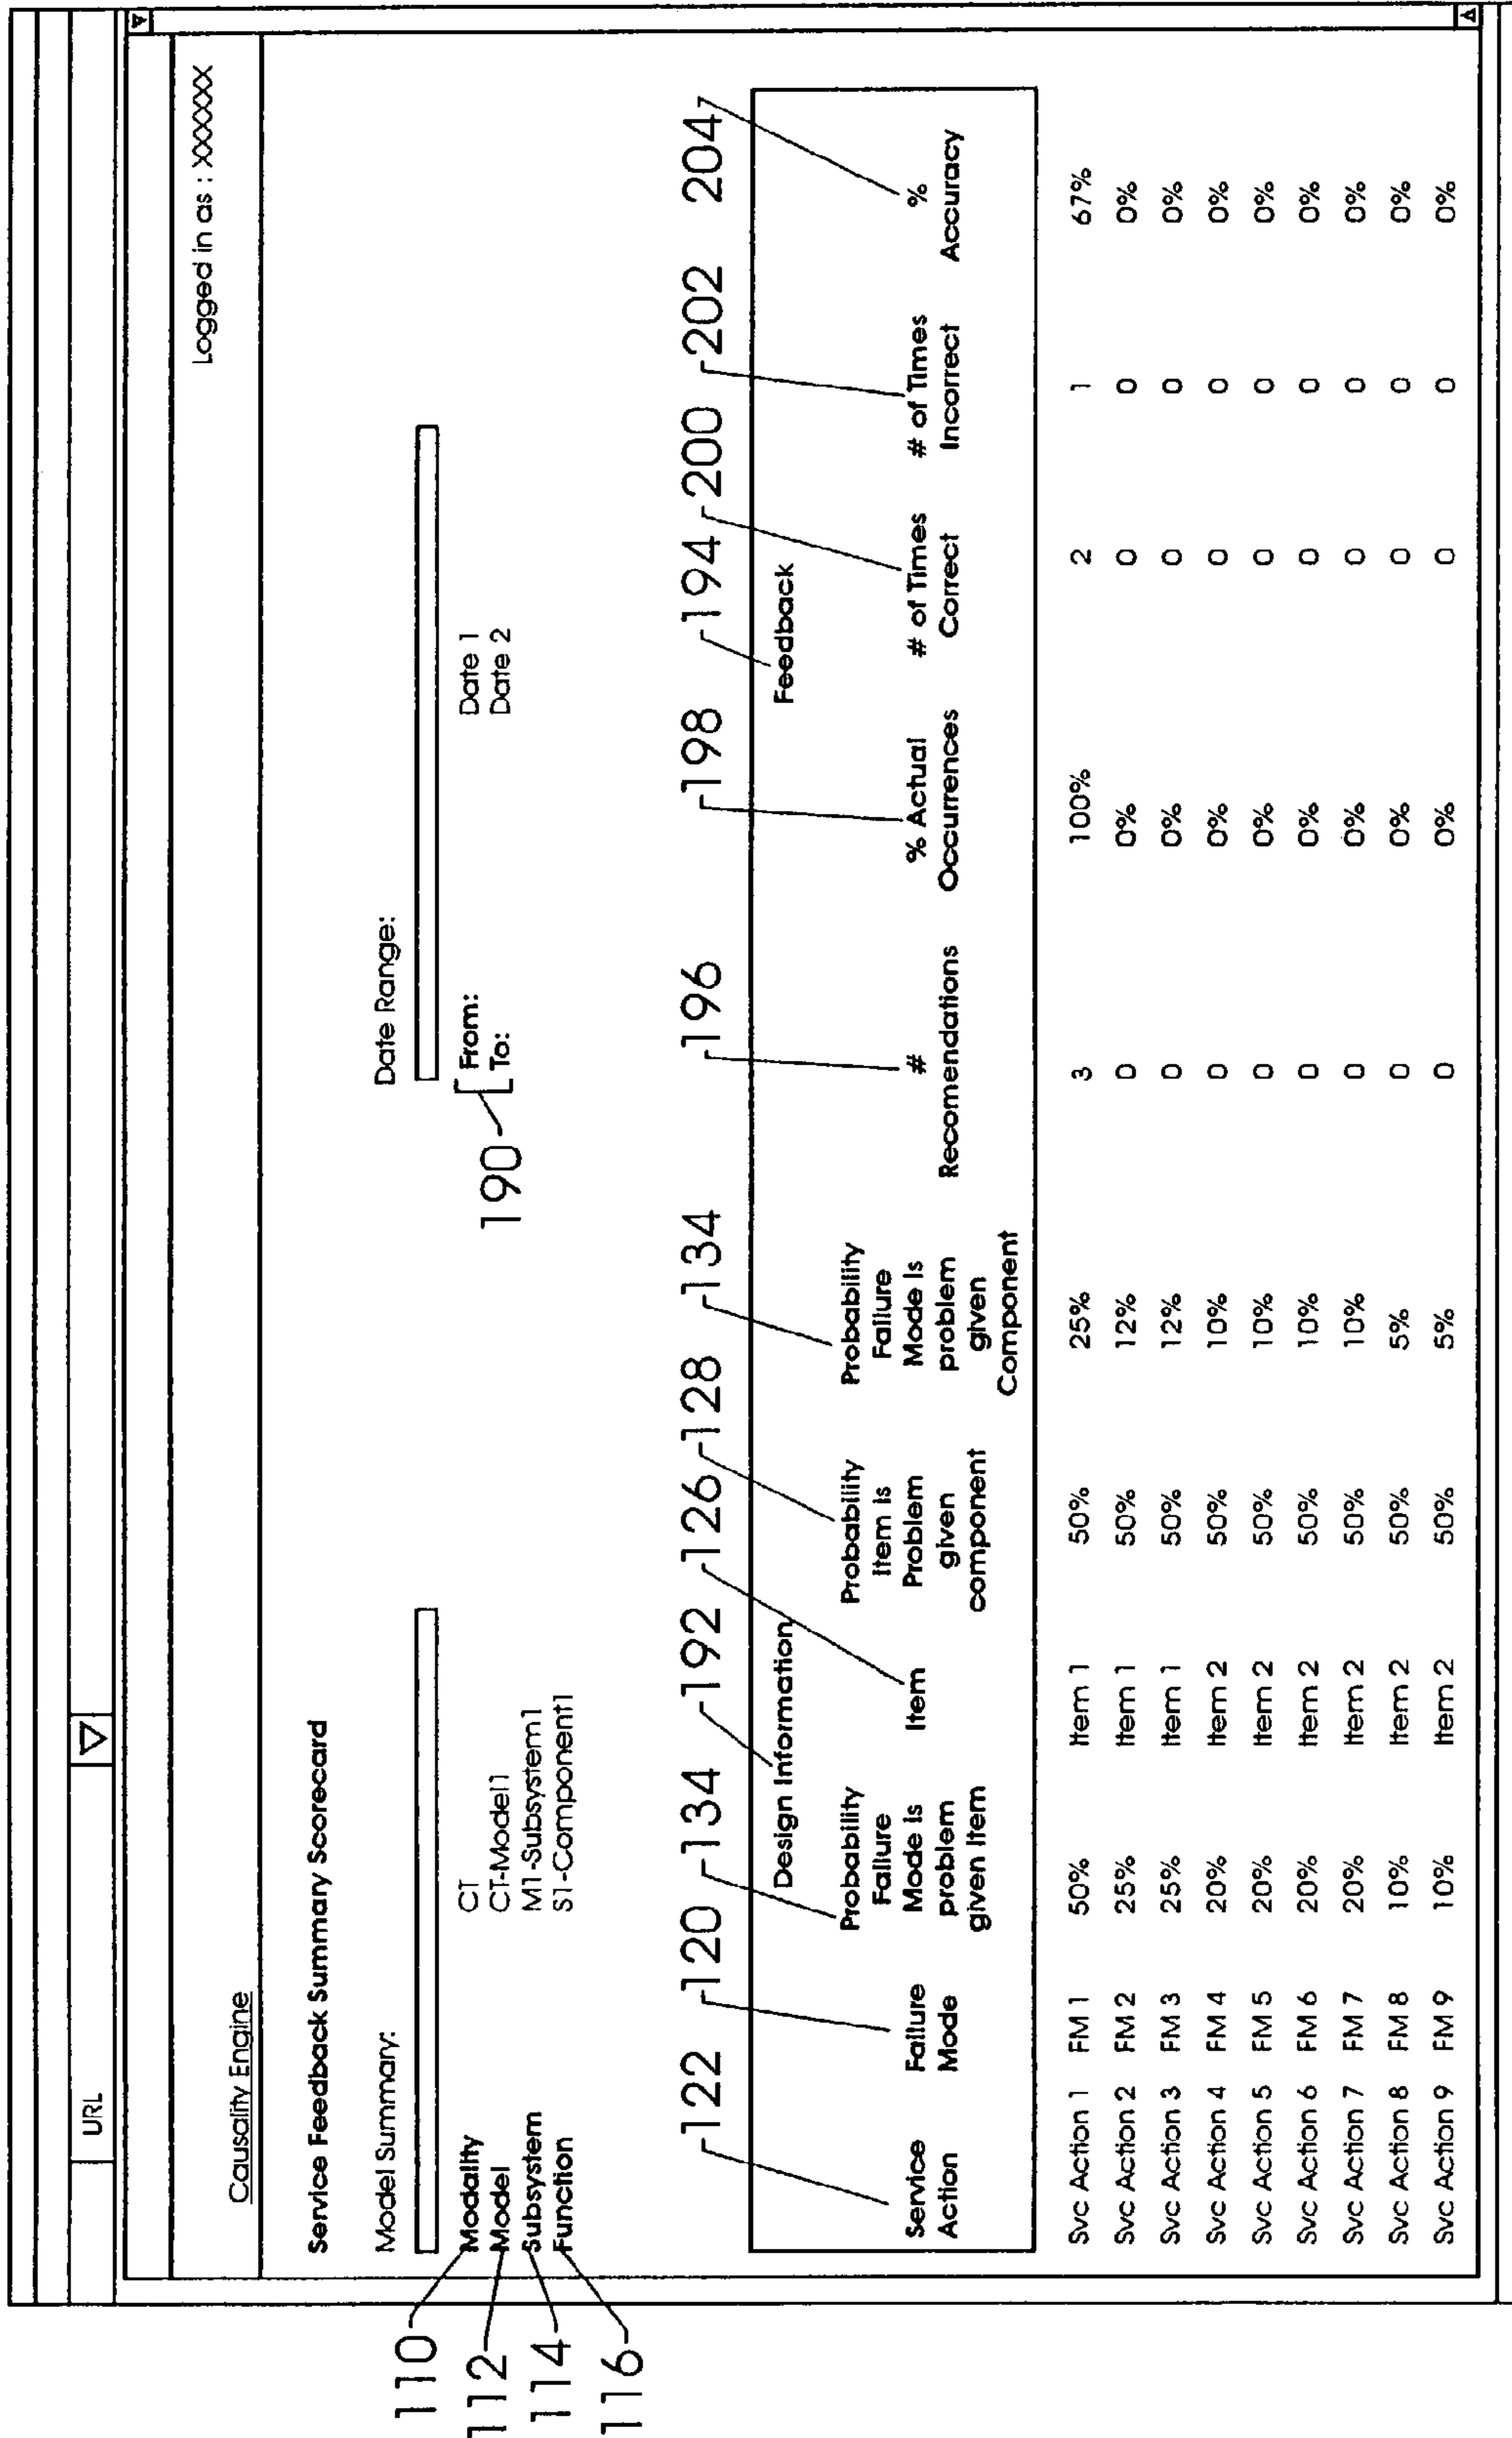 URL
Causality Engine
Logged in as : XXXXXX
Service Feedback Summary Scorecard
Model Summary:
Date Range:
110
Modality
CT
From:
Date 1
112
Model
CT-Model1
To:
Date 2
190
114
Subsystem
M1-Subsystem1
116
Function
S1-Component1
122 120 134 192 126 128 134 196 198 194 200 202 204
Design Information
Feedback
Service
Action
Failure
Mode
Probability
Failure
Mode is
problem
given Item
Item
Probability
Item is
Problem
given
component
Probability
Failure
Mode is
problem
given
Component
#
Recomendations
% Actual
Occurrences
# of Times
Correct
# of Times
Incorrect
%
Accuracy
Svc Action 1 FM 1 50% Item 1 50% 25% 3 100% 2 1 67%
Svc Action 2 FM 2 25% Item 1 50% 12% 0 0% 0 0 0%
Svc Action 3 FM 3 25% Item 1 50% 12% 0 0% 0 0 0%
Svc Action 4 FM 4 20% Item 2 50% 10% 0 0% 0 0 0%
Svc Action 5 FM 5 20% Item 2 50% 10% 0 0% 0 0 0%
Svc Action 6 FM 6 20% Item 2 50% 10% 0 0% 0 0 0%
Svc Action 7 FM 7 20% Item 2 50% 10% 0 0% 0 0 0%
Svc Action 8 FM 8 10% Item 2 50% 5% 0 0% 0 0 0%
Svc Action 9 FM 9 10% Item 2 50% 5% 0 0% 0 0 0%